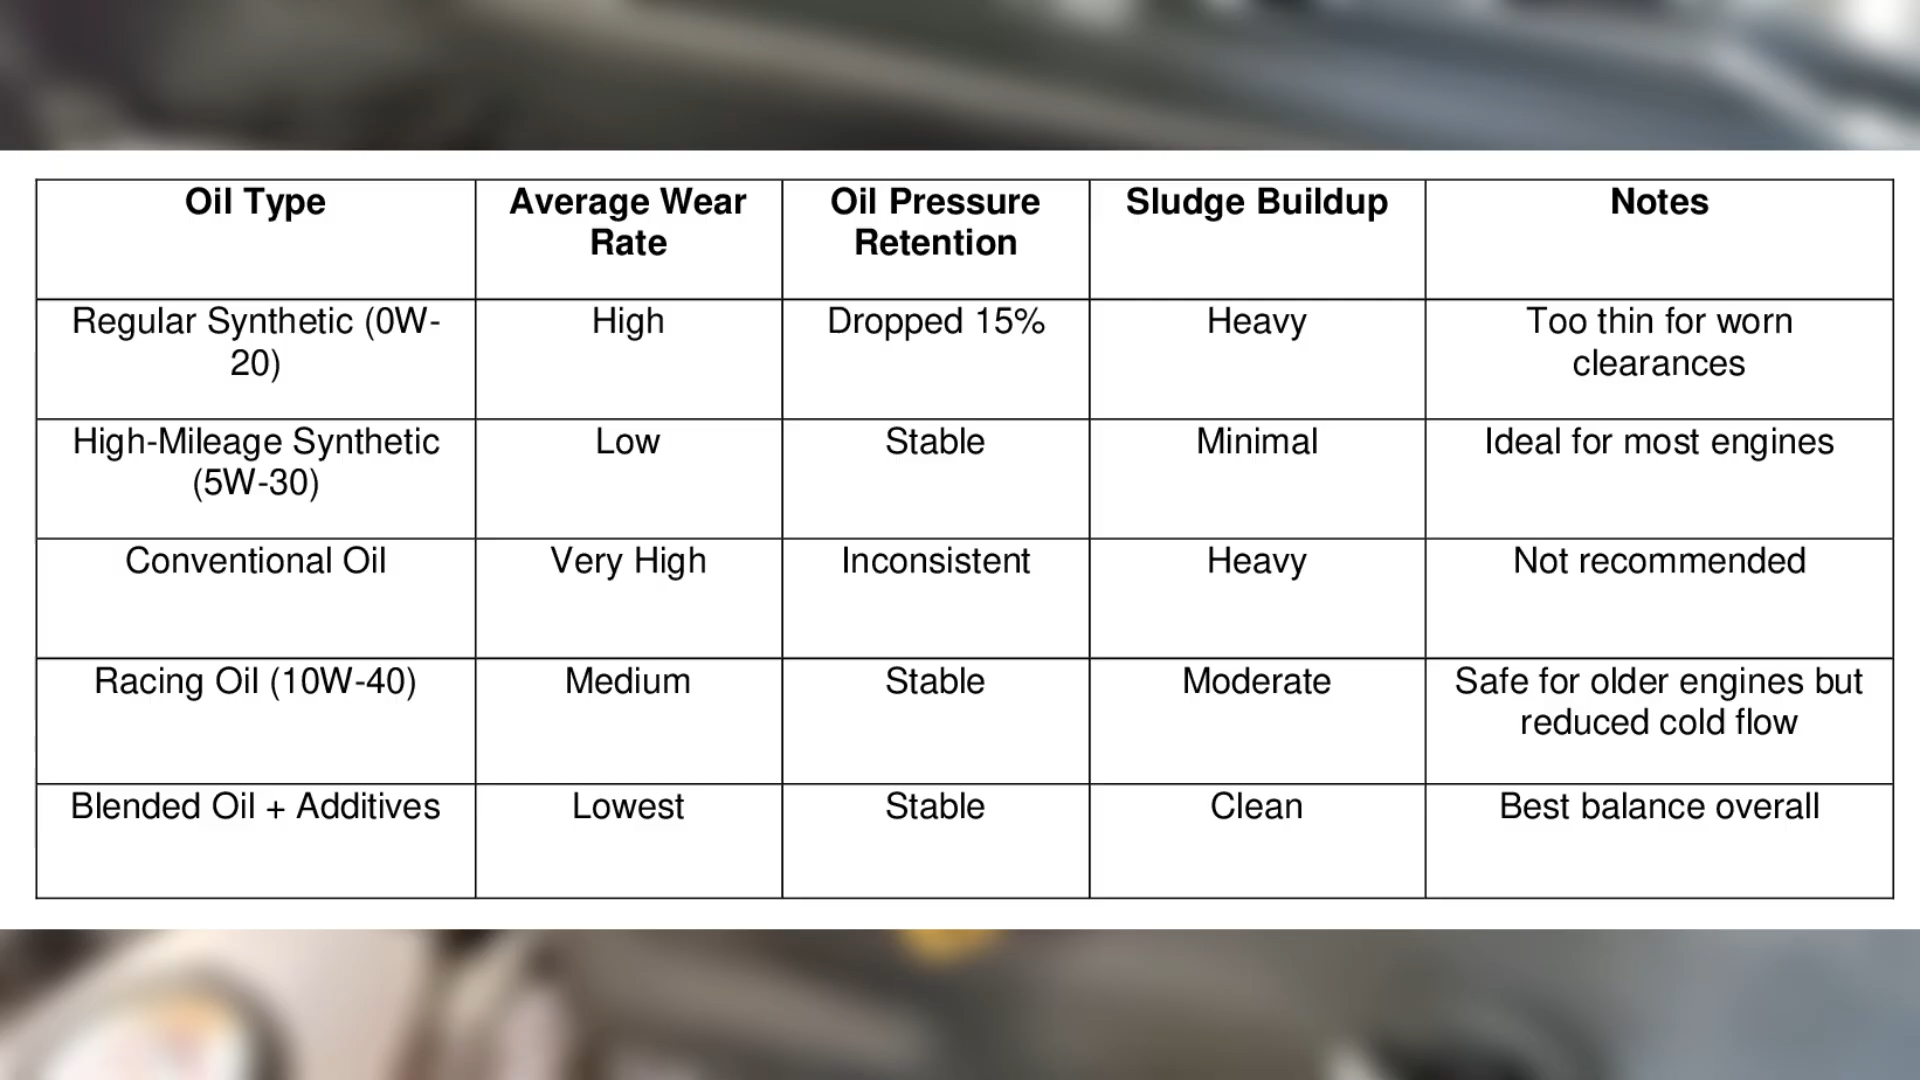 Oil Type
Average Wear
Rate
Oil Pressure
Retention
Sludge Buildup
Notes
Regular Synthetic (0W-
20)
High
Dropped 15%
Heavy
Too thin for worn
clearances
High-Mileage Synthetic
(5W-30)
Low
Stable
Minimal
Ideal for most engines
Conventional Oil
Very High
Inconsistent
Heavy
Not recommended
Racing Oil (10W-40)
Medium
Stable
Moderate
Safe for older engines but
reduced cold flow
Blended Oil + Additives
Lowest
Stable
Clean
Best balance overall